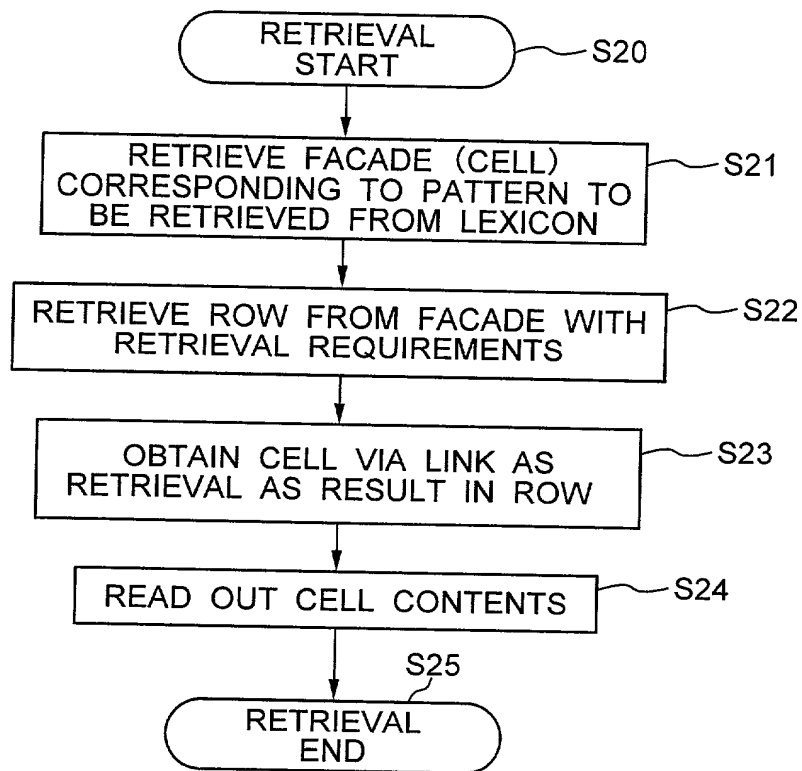 RETRIEVAL
START
S20
RETRIEVE FACADE (CELL)
CORRESPONDING TO PATTERN TO
BE RETRIEVED FROM LEXICON
S21
RETRIEVE ROW FROM FACADE WITH
RETRIEVAL REQUIREMENTS
S22
OBTAIN CELL VIA LINK AS
RETRIEVAL AS RESULT IN ROW
S23
READ OUT CELL CONTENTS
S24
S25
RETRIEVAL
END